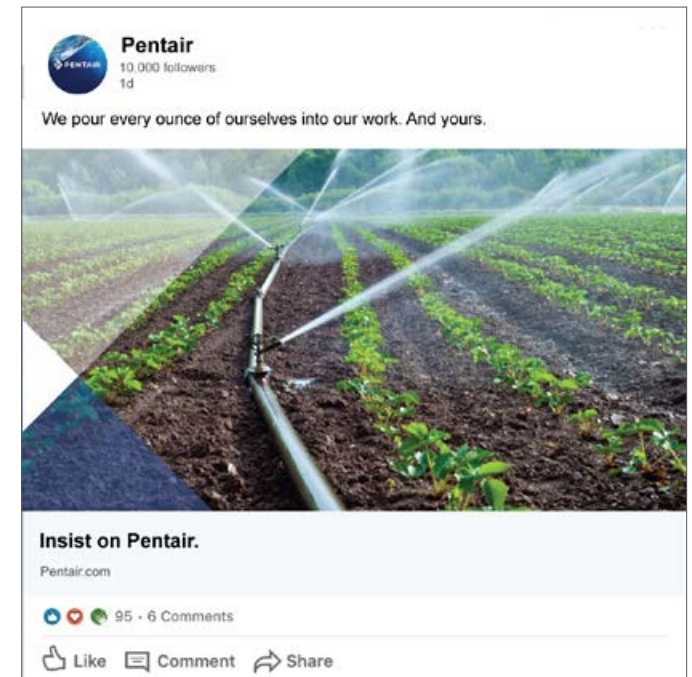 PENTAIR
Pentair
10,000 followers
1d
We pour every ounce of ourselves into our work. And yours.
Insist on Pentair.
Pentair.com
95 • 6 Comments
Like Comment Share